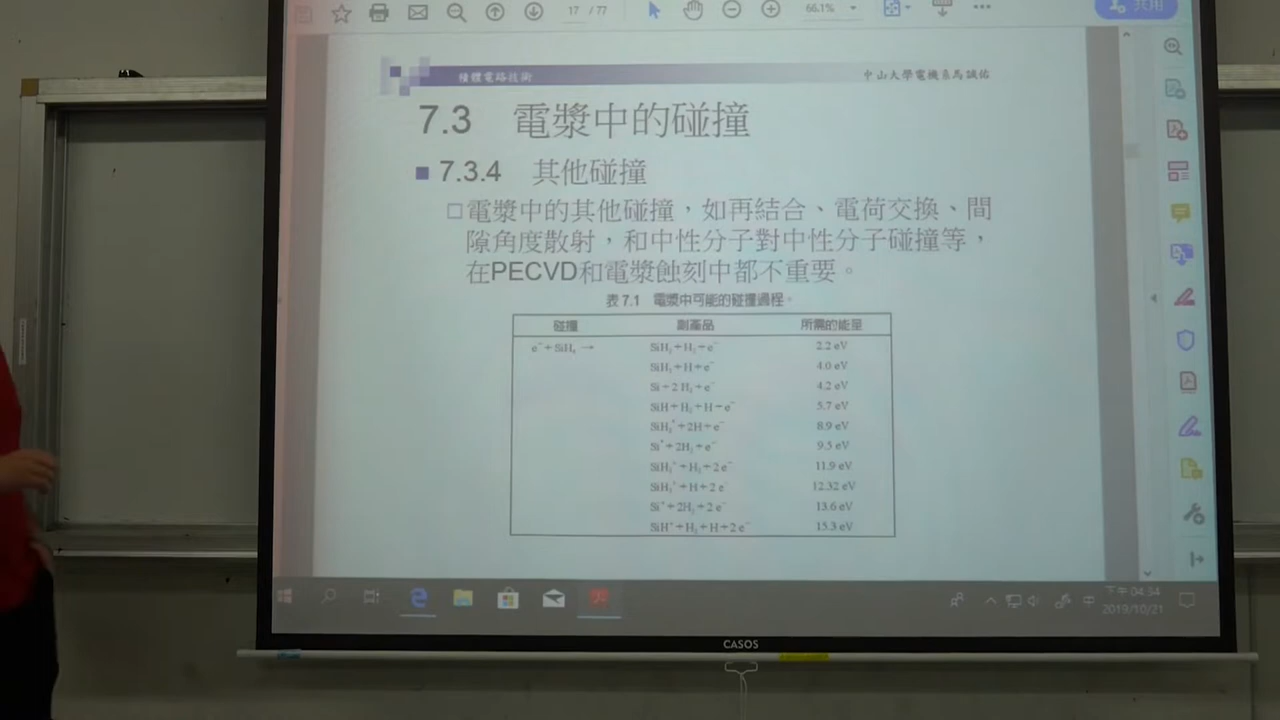 17 / 77
66.1%
共用
積體電路技術
中山大學電機系馬誠佑
7.3 電漿中的碰撞
7.3.4 其他碰撞
電漿中的其他碰撞，如再結合、電荷交換、間
隙角度散射，和中性分子對中性分子碰撞等，
在PECVD和電漿蝕刻中都不重要。
表 7.1 電漿中可能的碰撞過程。
碰撞 副產品 所需的能量
e⁻ + SiH₄ → SiH₂ + H₂ + e⁻ 2.2 eV
SiH₃ + H + e⁻ 4.0 eV
Si + 2 H₂ + e⁻ 4.2 eV
SiH + H₂ + H + e⁻ 5.7 eV
SiH₂* + 2H + e⁻ 8.9 eV
Si* + 2H₂ + e⁻ 9.5 eV
SiH₂⁺ + H₂ + 2 e⁻ 11.9 eV
SiH₃⁺ + H + 2 e⁻ 12.32 eV
Si⁺ + 2H₂ + 2 e⁻ 13.6 eV
SiH⁺ + H₂ + H + 2 e⁻ 15.3 eV
中
下午 04:34
2019/10/21
CASOS